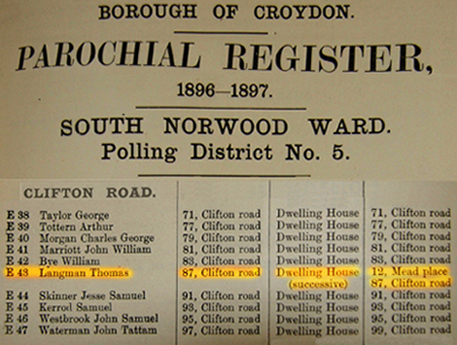 BOROUGH OF CROYDON.
PAROCHIAL REGISTER,
1896—1897.
SOUTH NORWOOD WARD.
Polling District No. 5.
CLIFTON ROAD.
E 38 Taylor George 71, Clifton road Dwelling House 71, Clifton road
E 39 Tottern Arthur 77, Clifton road Dwelling House 77, Clifton road
E 40 Morgan Charles George 79, Clifton road Dwelling House 79, Clifton road
E 41 Marriott John William 81, Clifton road Dwelling House 81, Clifton road
E 42 Bye William 83, Clifton road Dwelling House 83, Clifton road
E 43 Langman Thomas 87, Clifton road Dwelling House 12, Mead place
(successive) 87, Clifton road
E 44 Skinner Jesse Samuel 91, Clifton road Dwelling House 91, Clifton road
E 45 Kerrod Samuel 93, Clifton road Dwelling House 93, Clifton road
E 46 Westbrook John Samuel 95, Clifton road Dwelling House 95, Clifton road
E 47 Waterman John Tattam 97, Clifton road Dwelling House 99, Clifton road